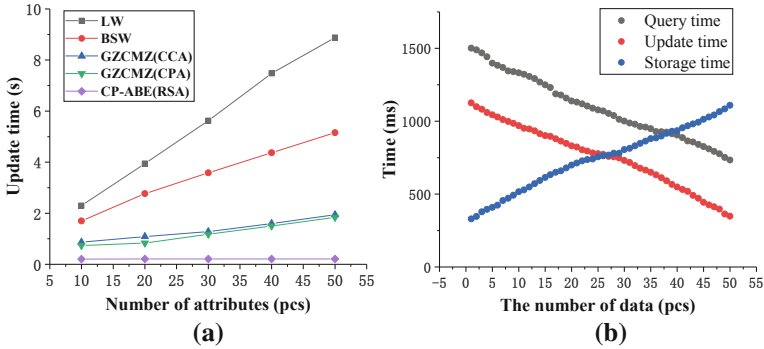 LW
BSW
GZCMZ(CCA)
GZCMZ(CPA)
CP-ABE(RSA)
Update time (s)
10
8
6
4
2
0
5 10 15 20 25 30 35 40 45 50 55
Number of attributes (pcs)
(a)
Query time
Update time
Storage time
Time (ms)
1500
1000
500
0
-5 0 5 10 15 20 25 30 35 40 45 50 55
The number of data (pcs)
(b)